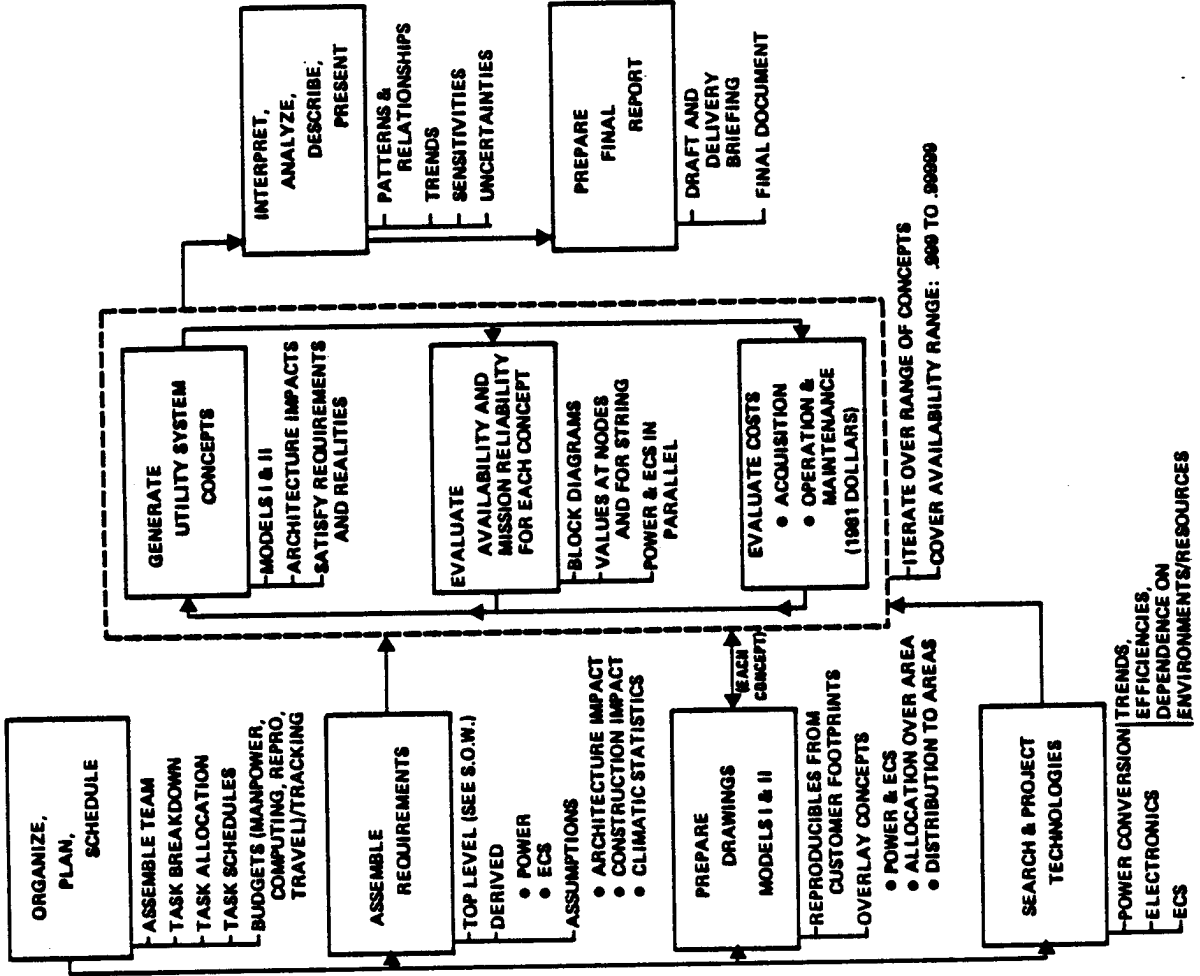 ORGANIZE,
PLAN,
SCHEDULE
ASSEMBLE TEAM
TASK BREAKDOWN
TASK ALLOCATION
TASK SCHEDULES
BUDGETS (MANPOWER,
COMPUTING, REPRO,
TRAVEL)/TRACKING
ASSEMBLE
REQUIREMENTS
TOP LEVEL (SEE S.O.W.)
DERIVED
● POWER
● ECS
ASSUMPTIONS
● ARCHITECTURE IMPACT
● CONSTRUCTION IMPACT
● CLIMATIC STATISTICS
PREPARE
DRAWINGS
MODELS I & II
REPRODUCIBLES FROM
CUSTOMER FOOTPRINTS
OVERLAY CONCEPTS
● POWER & ECS
● ALLOCATION OVER AREA
● DISTRIBUTION TO AREAS
(EACH
CONCEPT)
SEARCH & PROJECT
TECHNOLOGIES
POWER CONVERSION
ELECTRONICS
ECS
TRENDS,
EFFICIENCIES,
DEPENDENCE ON
ENVIRONMENTS/RESOURCES
GENERATE
UTILITY SYSTEM
CONCEPTS
MODELS I & II
ARCHITECTURE IMPACTS
SATISFY REQUIREMENTS
AND REALITIES
EVALUATE
AVAILABILITY AND
MISSION RELIABILITY
FOR EACH CONCEPT
BLOCK DIAGRAMS
VALUES AT NODES
AND FOR STRING
POWER & ECS IN
PARALLEL
EVALUATE COSTS
● ACQUISITION
● OPERATION &
MAINTENANCE
(1981 DOLLARS)
ITERATE OVER RANGE OF CONCEPTS
COVER AVAILABILITY RANGE: .999 TO .99999
INTERPRET,
ANALYZE,
DESCRIBE,
PRESENT
PATTERNS &
RELATIONSHIPS
TRENDS
SENSITIVITIES
UNCERTAINTIES
PREPARE
FINAL
REPORT
DRAFT AND
DELIVERY
BRIEFING
FINAL DOCUMENT